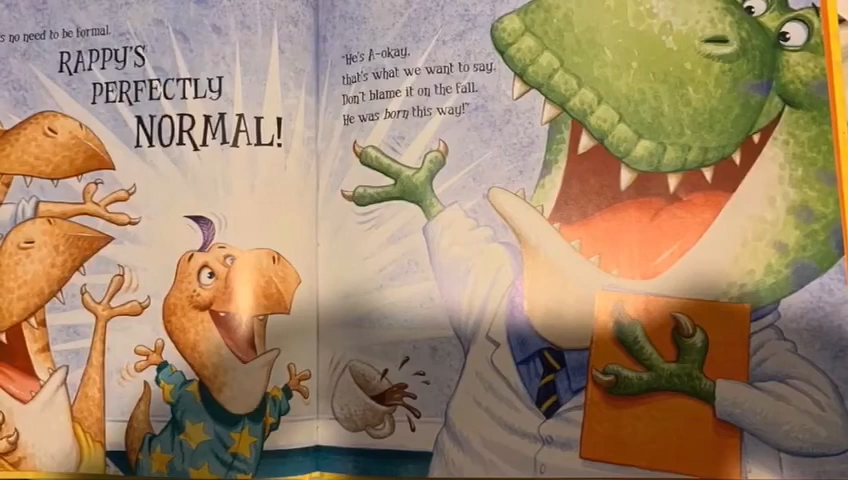 s no need to be formal.
RAPPY'S
PERFECTLY
NORMAL!
"He's A-okay,
that's what we want to say,
Don't blame it on the fall.
He was born this way!"